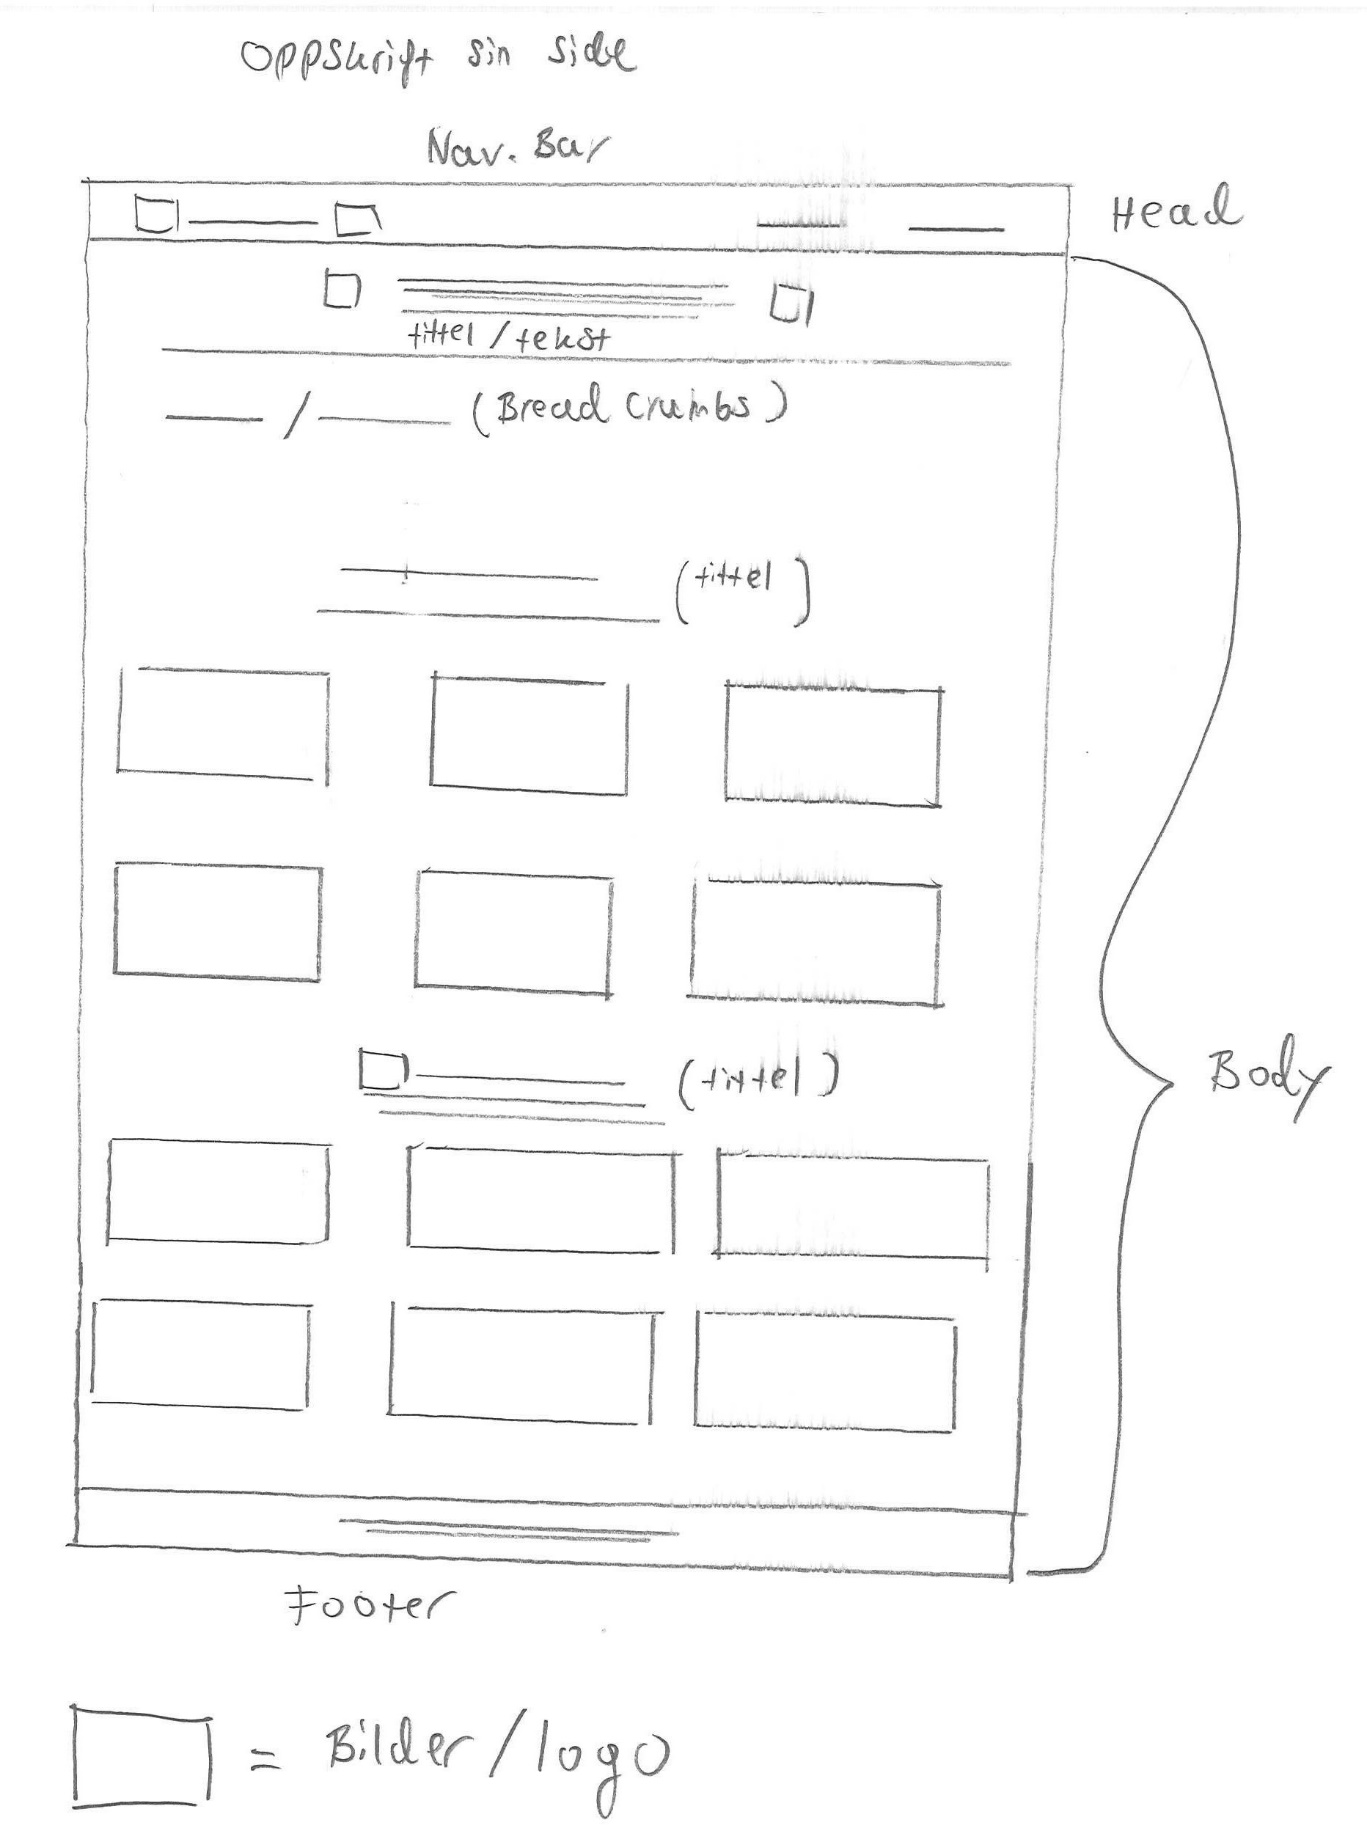 Oppskrift sin side
Nav. Bar
Head
tittel / tekst
(Bread Crumbs)
(tittel)
(tittel)
Body
Footer
= Bilder / logo